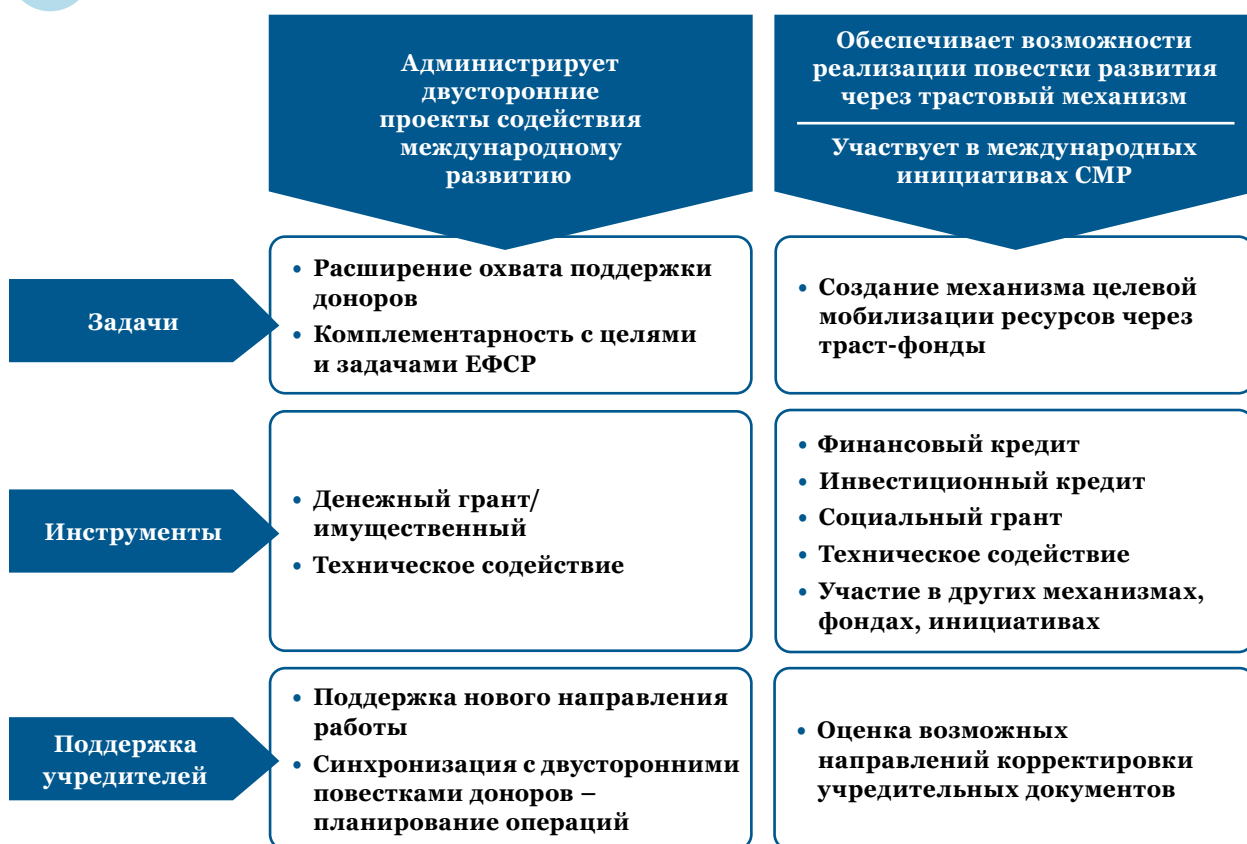 Администрирует
двусторонние
проекты содействия
международному
развитию
Обеспечивает возможности
реализации повестки развития
через трастовый механизм
Участвует в международных
инициативах СМР
Задачи
• Расширение охвата поддержки
доноров
• Комплементарность с целями
и задачами ЕФСР
• Создание механизма целевой
мобилизации ресурсов через
траст-фонды
Инструменты
• Денежный грант/
имущественный
• Техническое содействие
• Финансовый кредит
• Инвестиционный кредит
• Социальный грант
• Техническое содействие
• Участие в других механизмах,
фондах, инициативах
Поддержка
учредителей
• Поддержка нового направления
работы
• Синхронизация с двусторонними
повестками доноров –
планирование операций
• Оценка возможных
направлений корректировки
учредительных документов